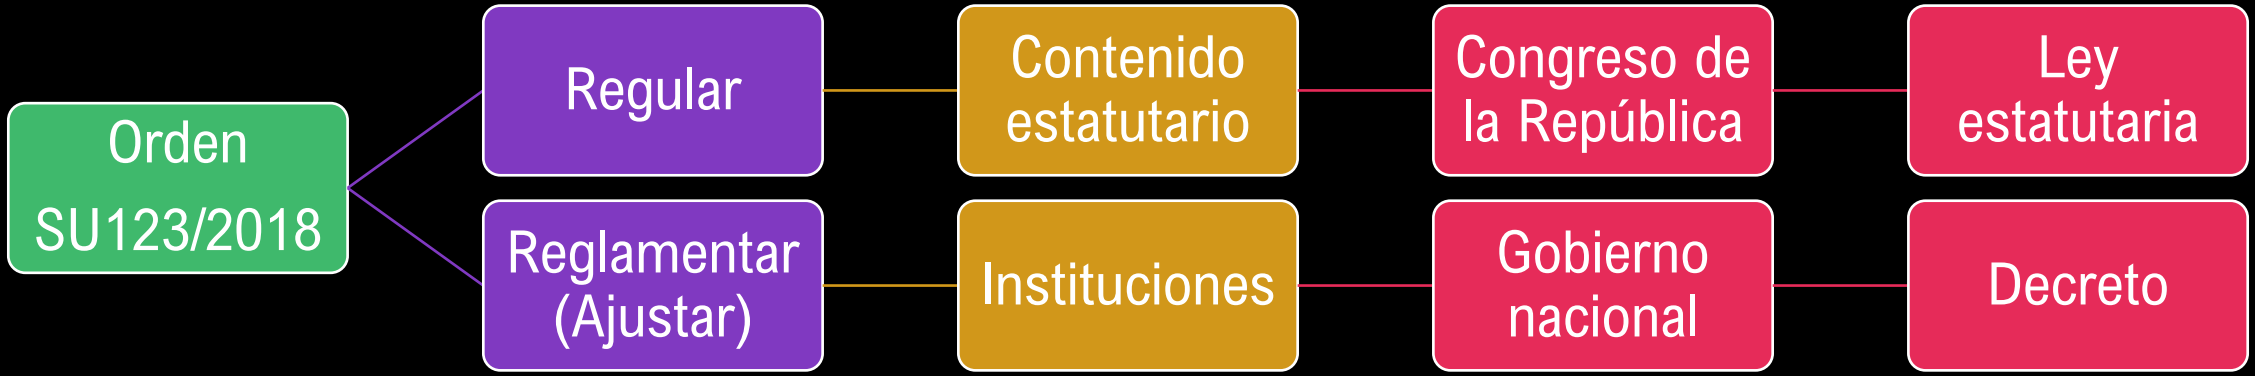 Orden
SU123/2018
Regular
Contenido
estatutario
Congreso de
la República
Ley
estatutaria
Reglamentar
(Ajustar)
Instituciones
Gobierno
nacional
Decreto